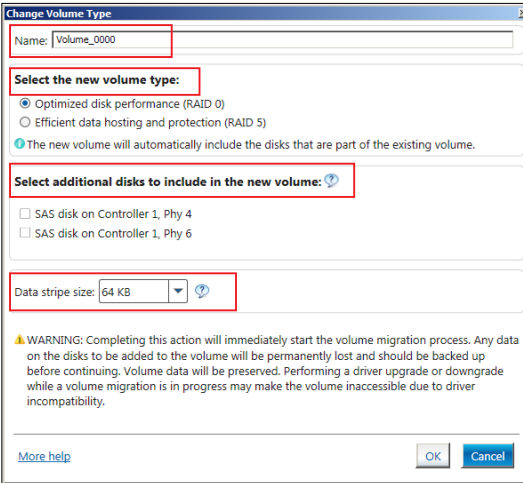 Change Volume Type
Name: Volume_0000
Select the new volume type:
Optimized disk performance (RAID 0)
Efficient data hosting and protection (RAID 5)
The new volume will automatically include the disks that are part of the existing volume.
Select additional disks to include in the new volume: ?
SAS disk on Controller 1, Phy 4
SAS disk on Controller 1, Phy 6
Data stripe size: 64 KB ?
WARNING: Completing this action will immediately start the volume migration process. Any data
on the disks to be added to the volume will be permanently lost and should be backed up
before continuing. Volume data will be preserved. Performing a driver upgrade or downgrade
while a volume migration is in progress may make the volume inaccessible due to driver
incompatibility.
More help
OK Cancel